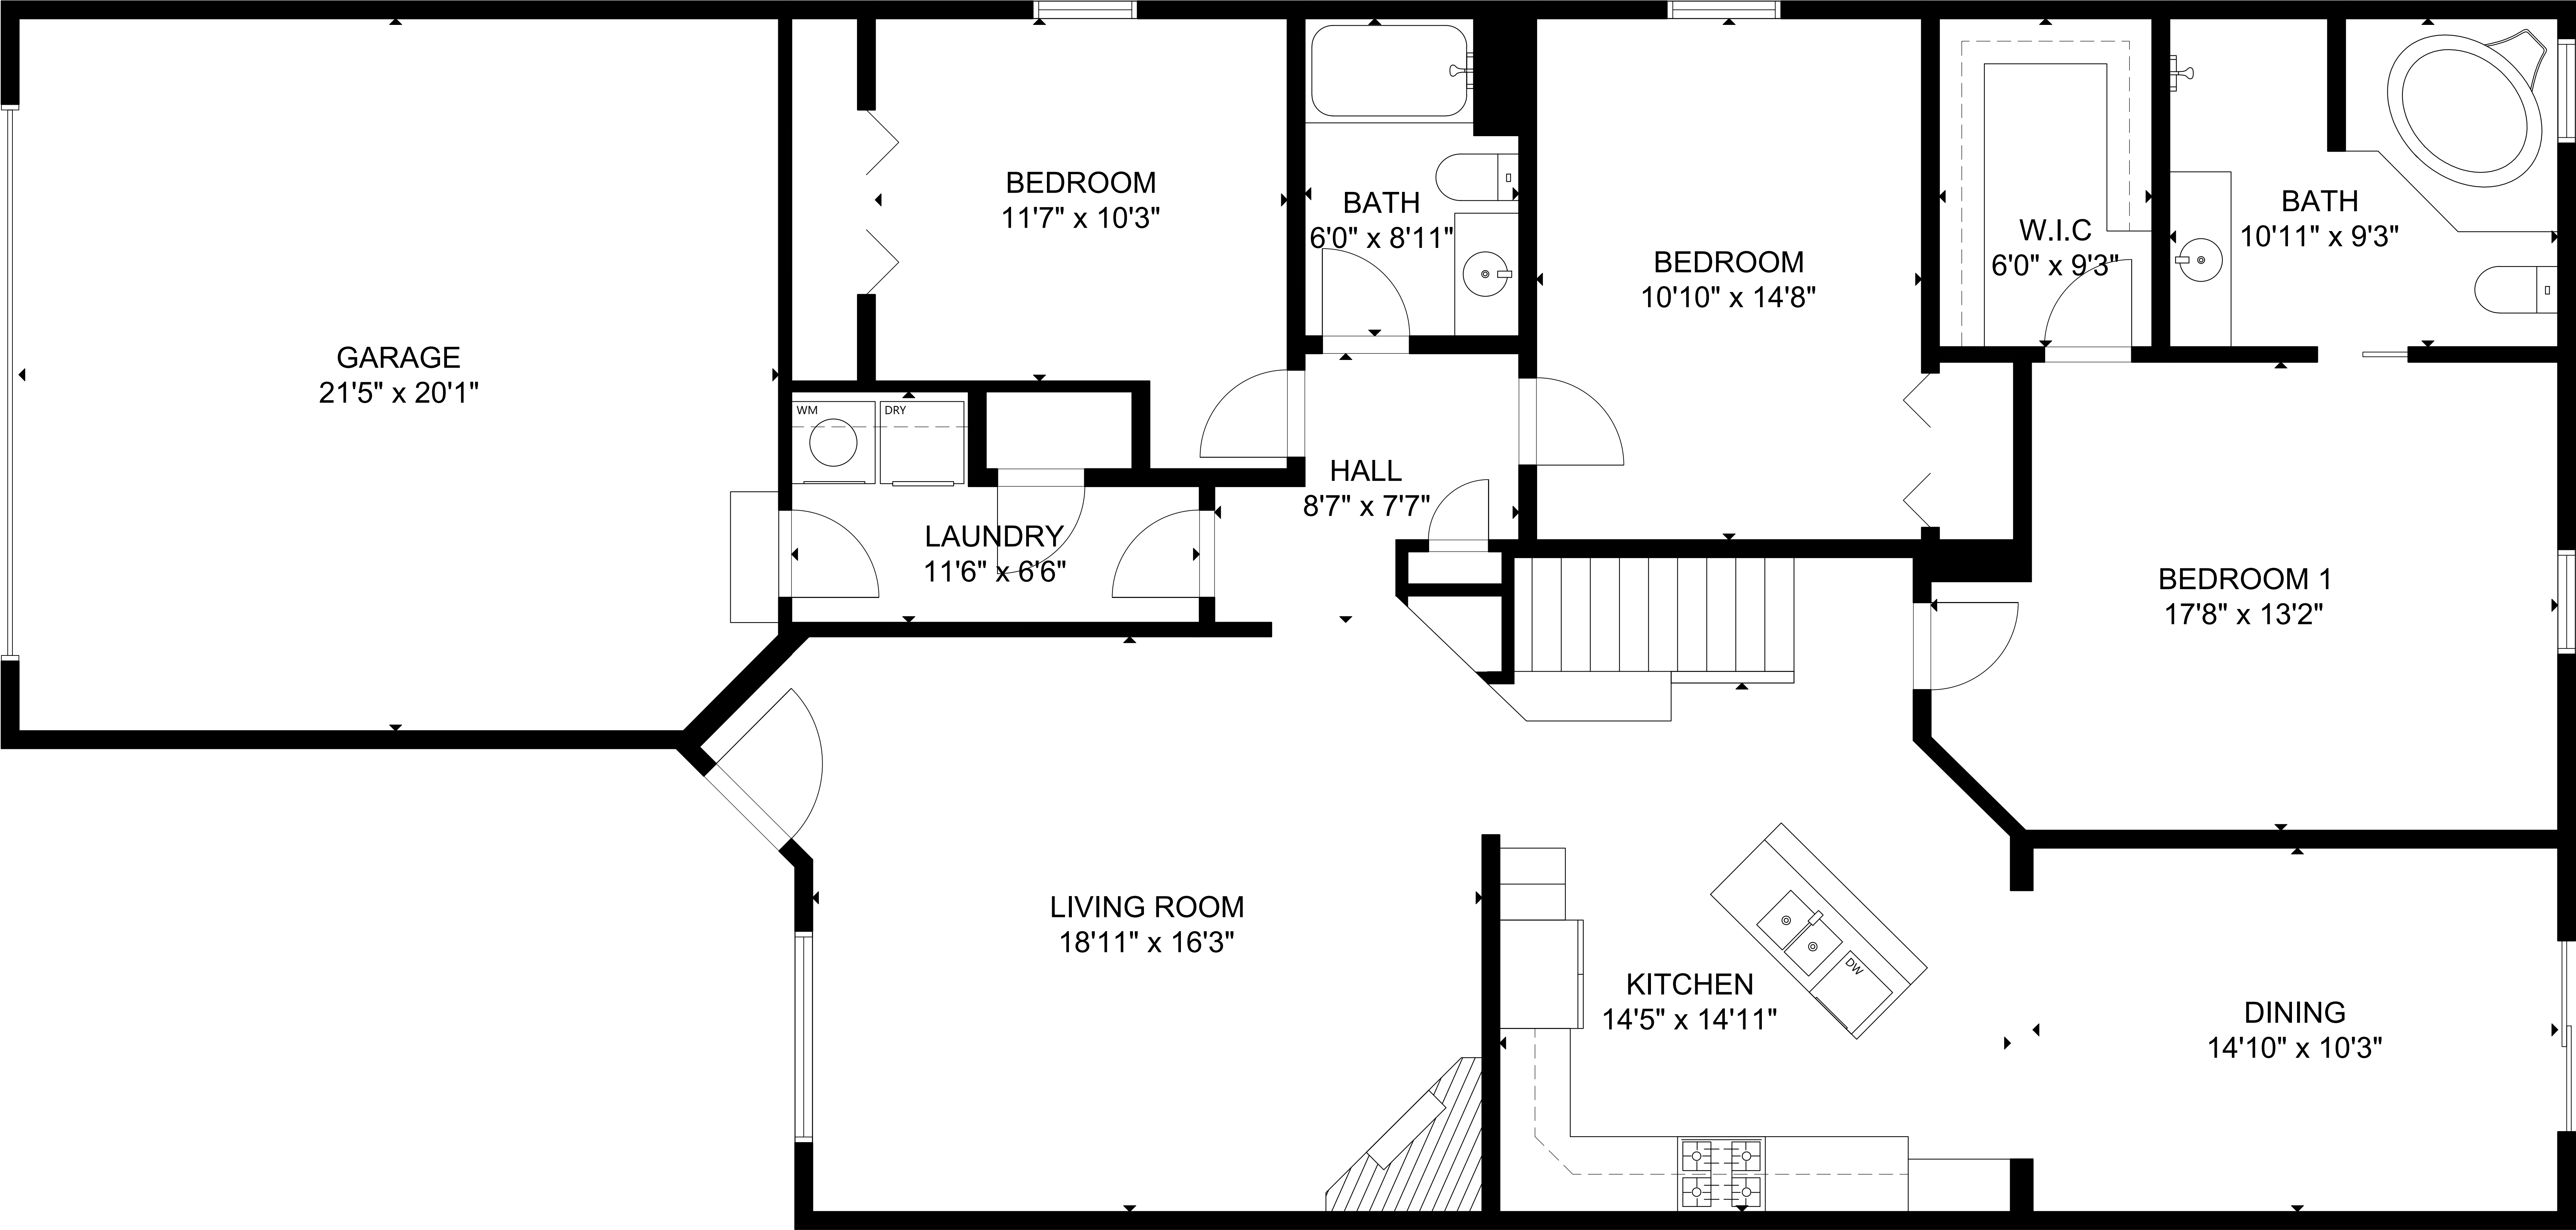 BEDROOM
11'7" x 10'3"
BATH
6'0" x 8'11"
BEDROOM
10'10" x 14'8"
W.I.C
6'0" x 9'3"
BATH
10'11" x 9'3"
GARAGE
21'5" x 20'1"
WM
DRY
HALL
8'7" x 7'7"
LAUNDRY
11'6" x 6'6"
BEDROOM 1
17'8" x 13'2"
LIVING ROOM
18'11" x 16'3"
KITCHEN
14'5" x 14'11"
DW
DINING
14'10" x 10'3"